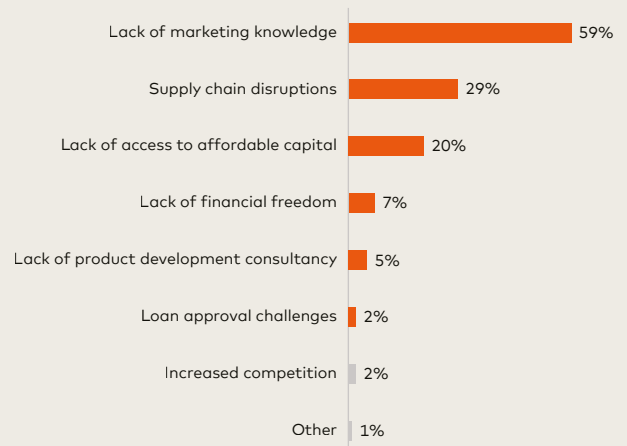 Lack of marketing knowledge 59%
Supply chain disruptions 29%
Lack of access to affordable capital 20%
Lack of financial freedom 7%
Lack of product development consultancy 5%
Loan approval challenges 2%
Increased competition 2%
Other 1%